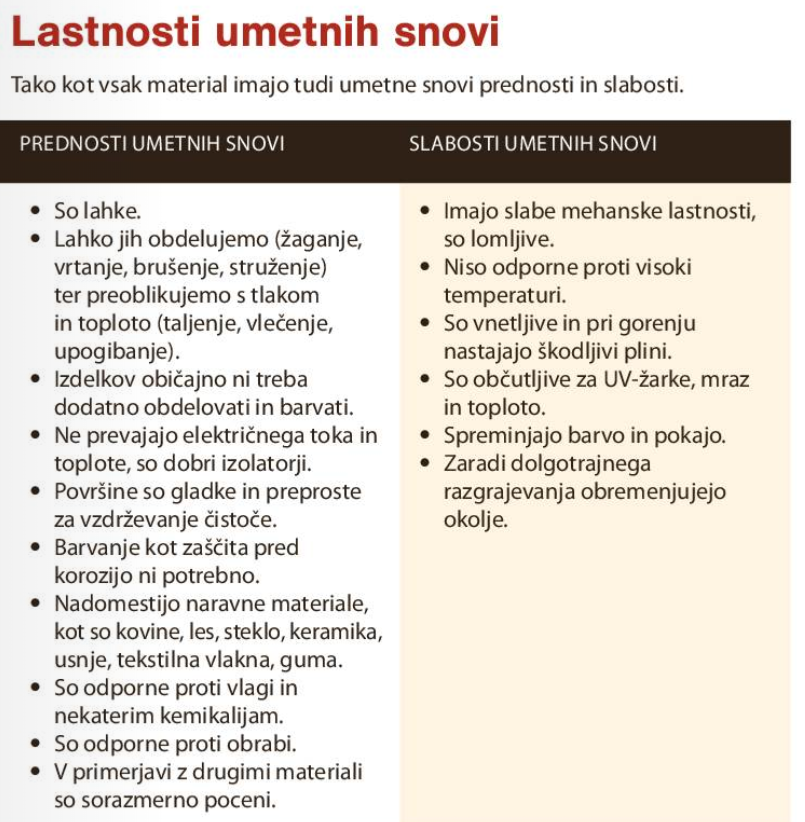 Lastnosti umetnih snovi
Tako kot vsak material imajo tudi umetne snovi prednosti in slabosti.
PREDNOSTI UMETNIH SNOVI
• So lahke.
• Lahko jih obdelujemo (žaganje,
vrtanje, brušenje, struženje)
ter preoblikujemo s tlakom
in toploto (taljenje, vlečenje,
upogibanje).
• Izdelkov običajno ni treba
dodatno obdelovati in barvati.
• Ne prevajajo električnega toka in
toplote, so dobri izolatorji.
• Površine so gladke in preproste
za vzdrževanje čistoče.
• Barvanje kot zaščita pred
korozijo ni potrebno.
• Nadomestijo naravne materiale,
kot so kovine, les, steklo, keramika,
usnje, tekstilna vlakna, guma.
• So odporne proti vlagi in
nekaterim kemikalijam.
• So odporne proti obrabi.
• V primerjavi z drugimi materiali
so sorazmerno poceni.
SLABOSTI UMETNIH SNOVI
• Imajo slabe mehanske lastnosti,
so lomljive.
• Niso odporne proti visoki
temperaturi.
• So vnetljive in pri gorenju
nastajajo škodljivi plini.
• So občutljive za UV-žarke, mraz
in toploto.
• Spreminjajo barvo in pokajo.
• Zaradi dolgotrajnega
razgrajevanja obremenjujejo
okolje.